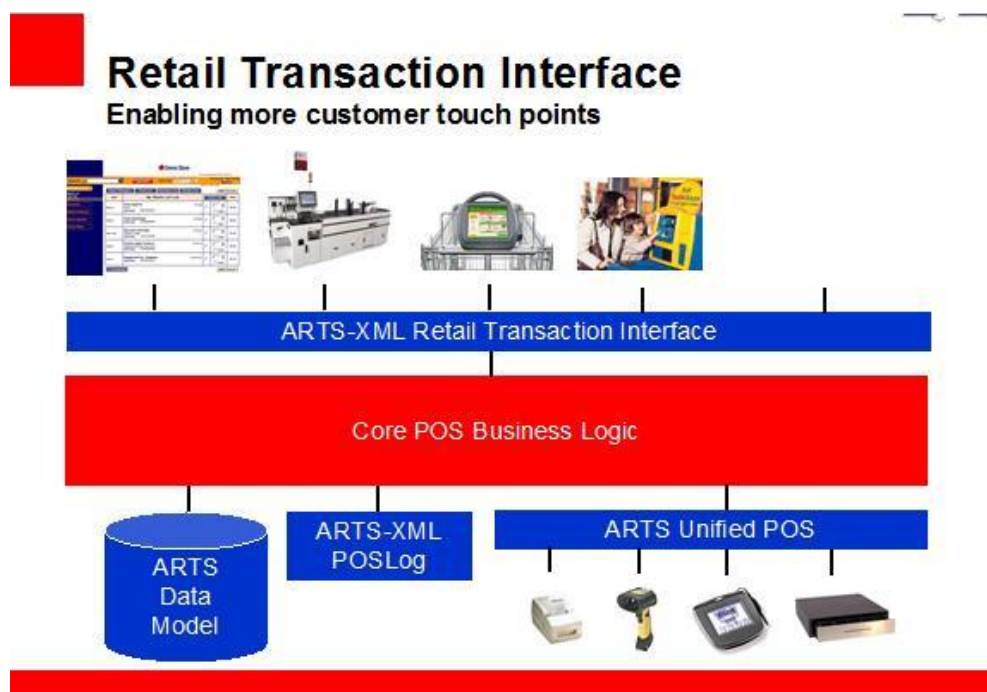 Retail Transaction Interface
Enabling more customer touch points
ARTS-XML Retail Transaction Interface
Core POS Business Logic
ARTS
Data
Model
ARTS-XML
POSLog
ARTS Unified POS